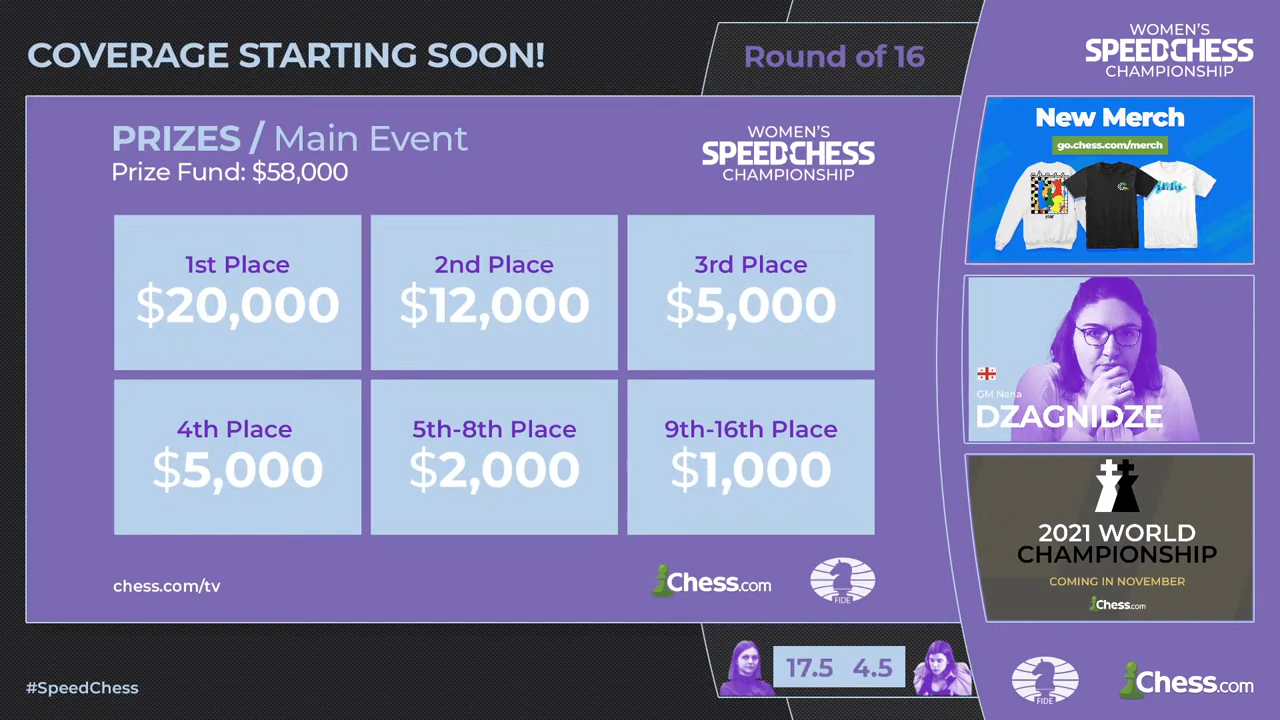 COVERAGE STARTING SOON!
Round of 16
WOMEN'S
SPEEDCHESS
CHAMPIONSHIP
PRIZES / Main Event
Prize Fund: $58,000
WOMEN'S
SPEEDCHESS
CHAMPIONSHIP
1st Place
$20,000
2nd Place
$12,000
3rd Place
$5,000
4th Place
$5,000
5th-8th Place
$2,000
9th-16th Place
$1,000
chess.com/tv
Chess.com
FIDE
New Merch
go.chess.com/merch
GM Nana
DZAGNIDZE
2021 WORLD
CHAMPIONSHIP
COMING IN NOVEMBER
Chess.com
#SpeedChess
17.5 4.5
FIDE
Chess.com